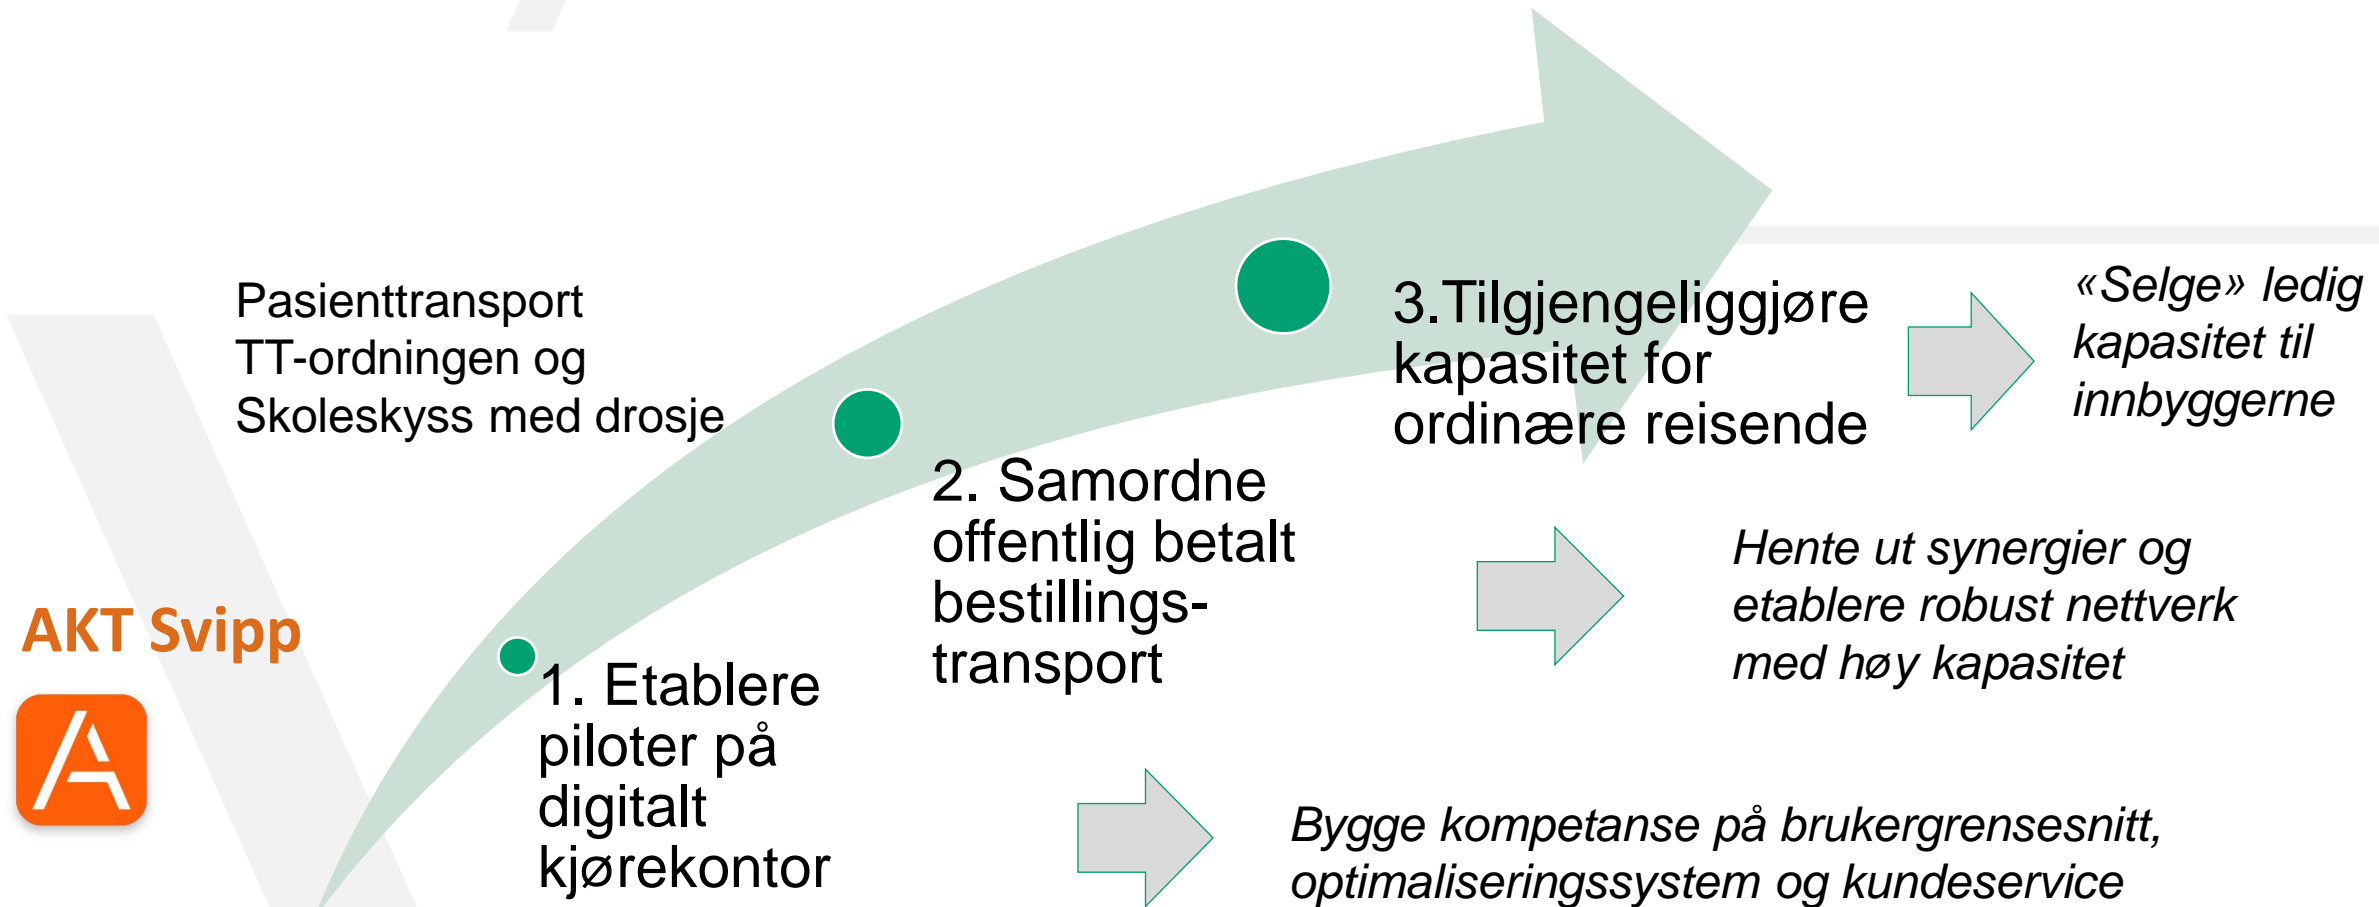 Pasienttransport
TT-ordningen og
Skoleskyss med drosje
AKT Svipp
1. Etablere
piloter på
digitalt
kjørekontor
2. Samordne
offentlig betalt
bestillings-
transport
3.Tilgjengeliggjøre
kapasitet for
ordinære reisende
«Selge» ledig
kapasitet til
innbyggerne
Hente ut synergier og
etablere robust nettverk
med høy kapasitet
Bygge kompetanse på brukergrensesnitt,
optimaliseringssystem og kundeservice